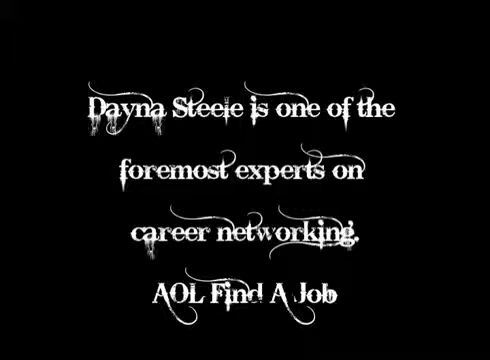 Dayna Steele is one of the
foremost experts on
career networking.
AOL Find A Job